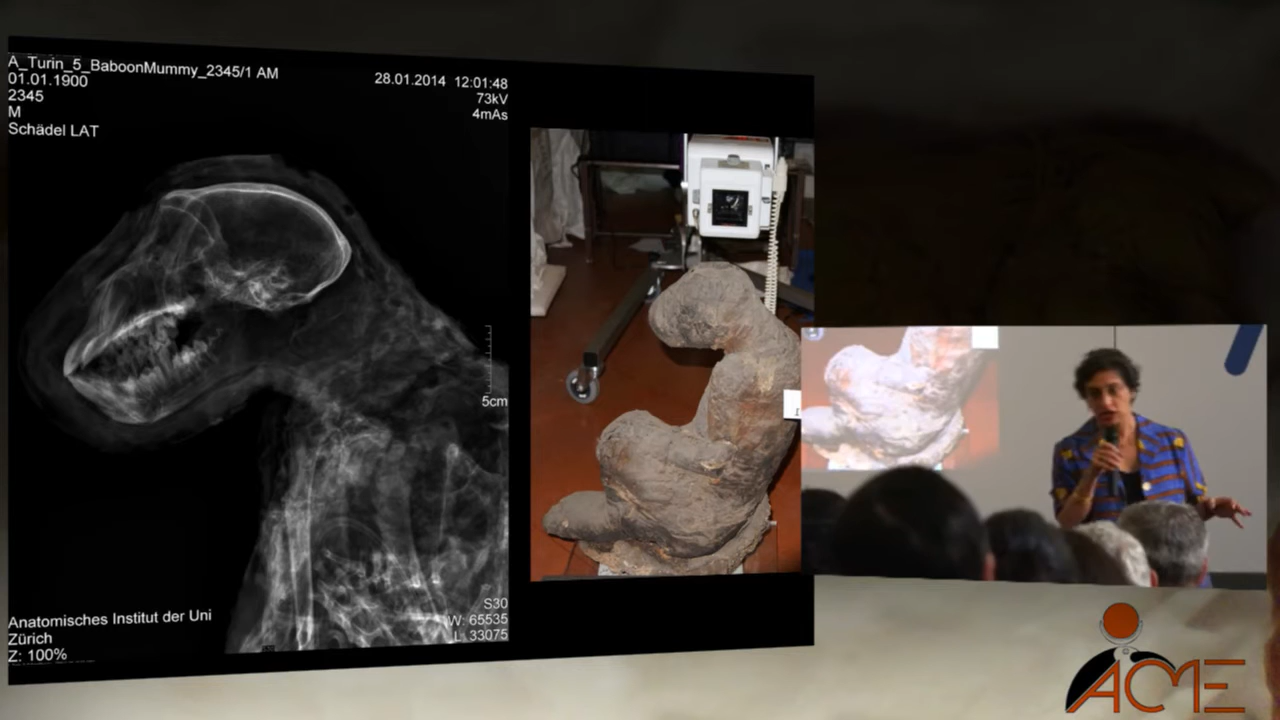 A_Turin_5_BaboonMummy_2345/1 AM
01.01.1900
2345
M
Schädel LAT
28.01.2014 12:01:48
73kV
4mAs
5cm
Anatomisches Institut der Uni
Zürich
Z: 100%
S30
W: 65535
L: 33075
ACME